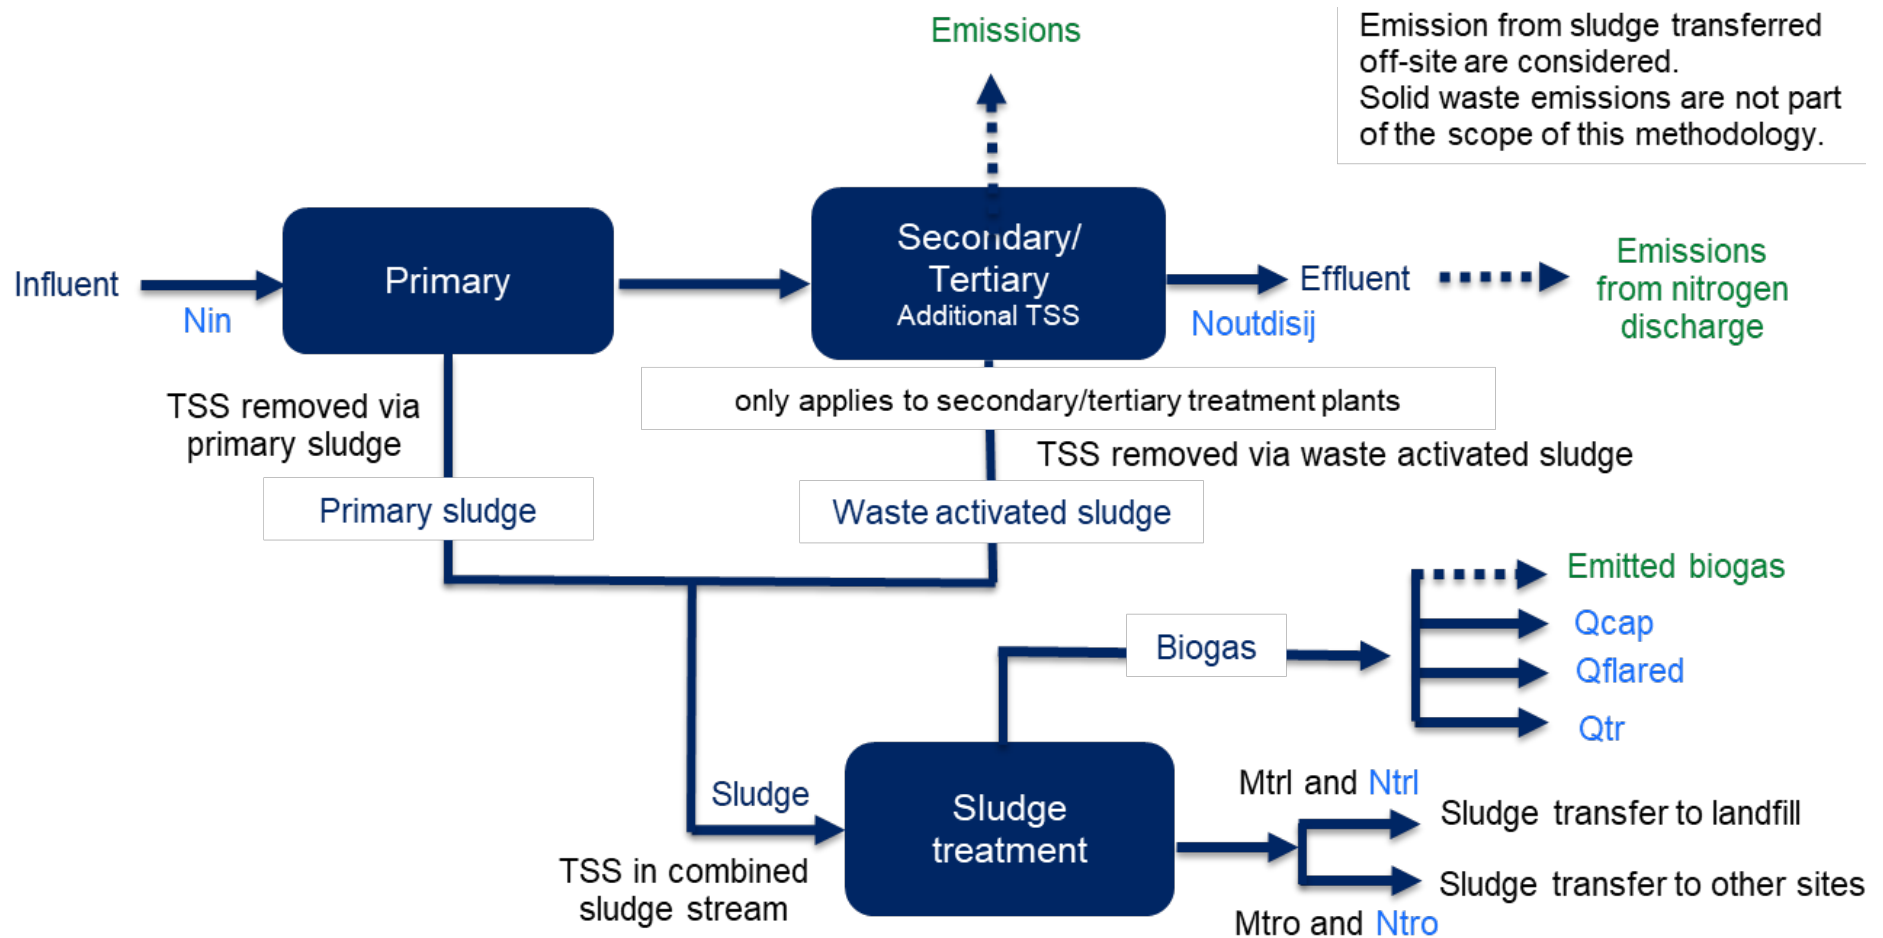 Emissions
Emission from sludge transferred
off-site are considered.
Solid waste emissions are not part
of the scope of this methodology.
Influent
Nin
Primary
Secondary/
Tertiary
Additional TSS
Effluent
Noutdisij
Emissions
from nitrogen
discharge
TSS removed via
primary sludge
only applies to secondary/tertiary treatment plants
TSS removed via waste activated sludge
Primary sludge
Waste activated sludge
Emitted biogas
Qcap
Qflared
Qtr
Biogas
Sludge
TSS in combined
sludge stream
Sludge
treatment
Mtrl and Ntrl
Sludge transfer to landfill
Sludge transfer to other sites
Mtro and Ntro